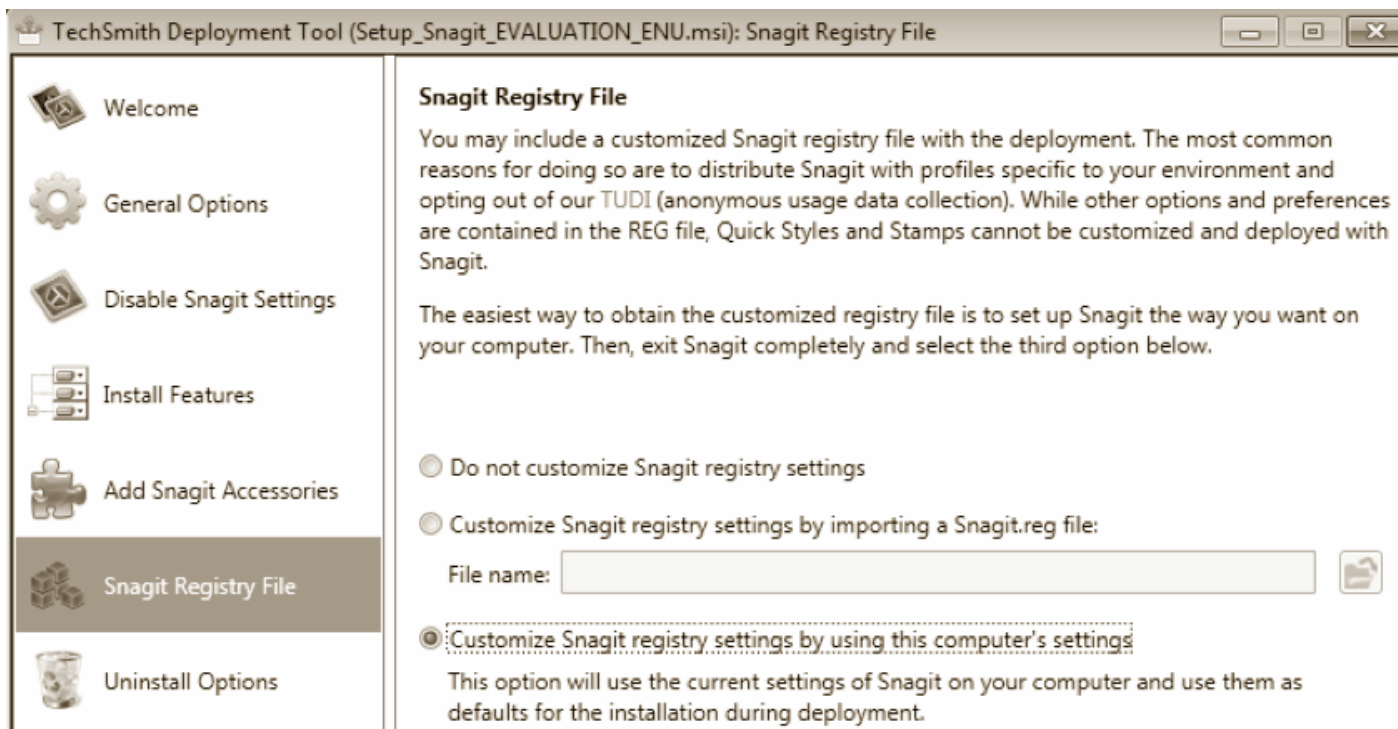 TechSmith Deployment Tool (Setup_Snagit_EVALUATION_ENU.msi): Snagit Registry File
Welcome
General Options
Disable Snagit Settings
Install Features
Add Snagit Accessories
Snagit Registry File
Uninstall Options
Snagit Registry File
You may include a customized Snagit registry file with the deployment. The most common
reasons for doing so are to distribute Snagit with profiles specific to your environment and
opting out of our TUDI (anonymous usage data collection). While other options and preferences
are contained in the REG file, Quick Styles and Stamps cannot be customized and deployed with
Snagit.
The easiest way to obtain the customized registry file is to set up Snagit the way you want on
your computer. Then, exit Snagit completely and select the third option below.
Do not customize Snagit registry settings
Customize Snagit registry settings by importing a Snagit.reg file:
File name:
Customize Snagit registry settings by using this computer's settings
This option will use the current settings of Snagit on your computer and use them as
defaults for the installation during deployment.